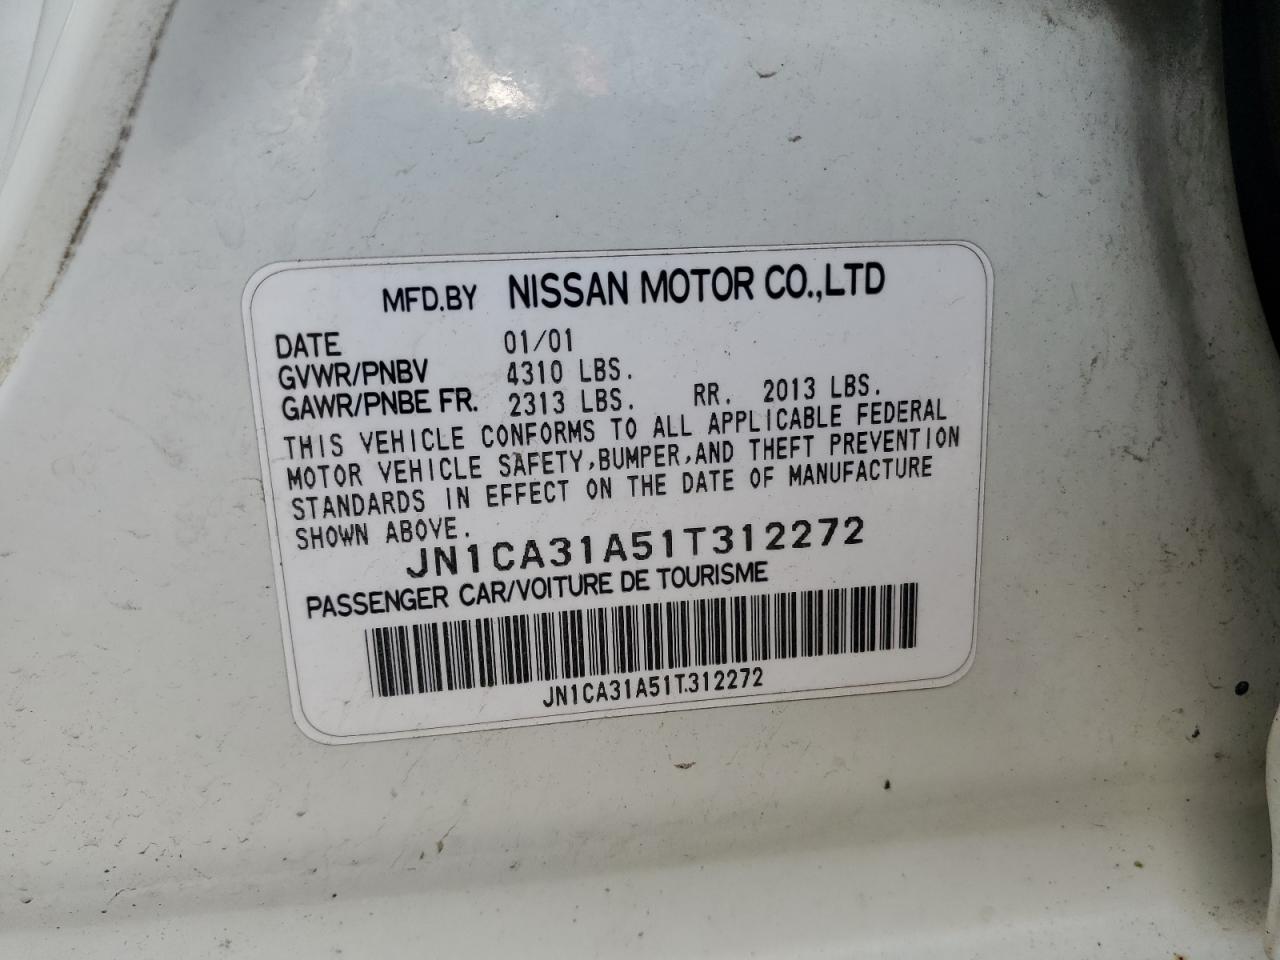 MFD.BY NISSAN MOTOR CO.,LTD
DATE 01/01
GVWR/PNBV 4310 LBS.
GAWR/PNBE FR. 2313 LBS. RR. 2013 LBS.
THIS VEHICLE CONFORMS TO ALL APPLICABLE FEDERAL
MOTOR VEHICLE SAFETY,BUMPER,AND THEFT PREVENTION
STANDARDS IN EFFECT ON THE DATE OF MANUFACTURE
SHOWN ABOVE.
JN1CA31A51T312272
PASSENGER CAR/VOITURE DE TOURISME
JN1CA31A51T312272